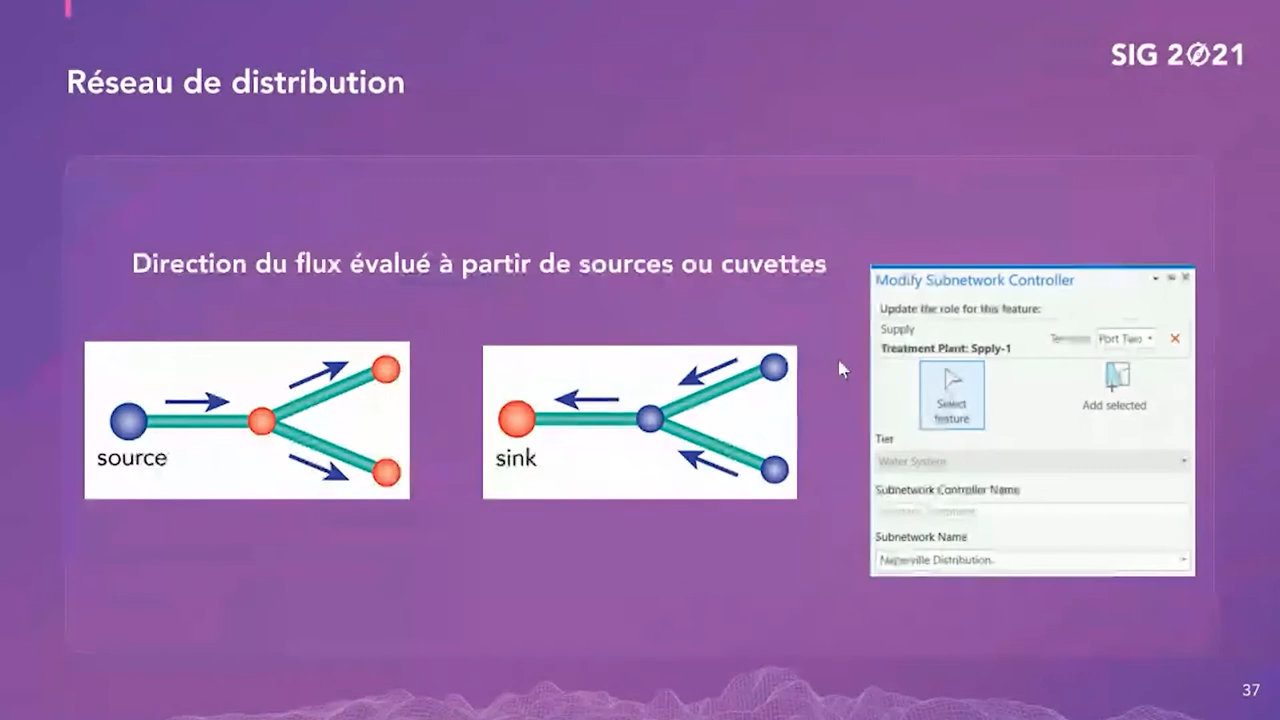 SIG 2021
Réseau de distribution
Direction du flux évalué à partir de sources ou cuvettes
source
sink
Modify Subnetwork Controller
Update the role for this feature:
Supply
Treatment Plant: Spply-1
Port Two
Select
feature
Add selected
Tier
Water System
Subnetwork Controller Name
Subnetwork Name
Naperville Distribution.
37